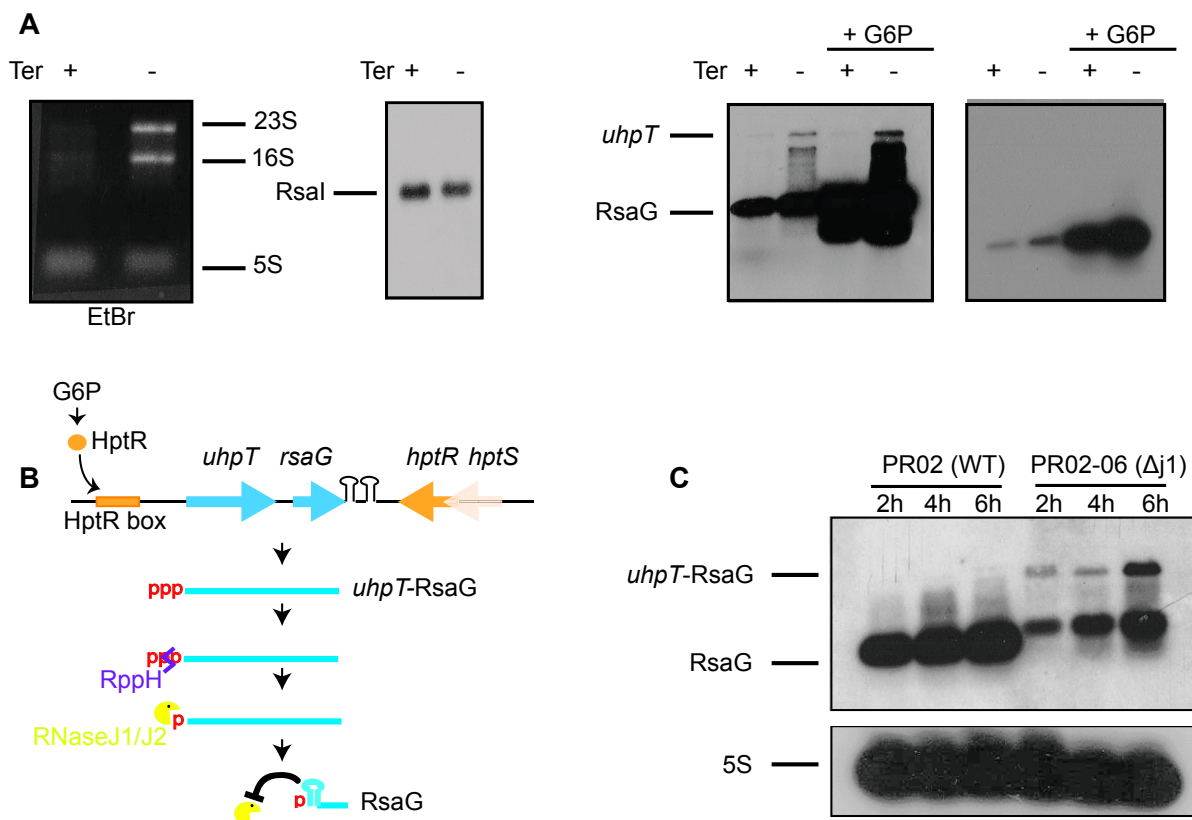 A
+ G6P
+ G6P
Ter + -
Ter + -
+ - + -
+ - + -
23S
16S
5S
EtBr
RsaI
uhpT
RsaG
B
G6P
HptR
HptR box
uhpT rsaG hptR hptS
ppp uhpT-RsaG
ppp
RppH
p
RNaseJ1/J2
p RsaG
C
PR02 (WT) PR02-06 (Δj1)
2h 4h 6h 2h 4h 6h
uhpT-RsaG
RsaG
5S